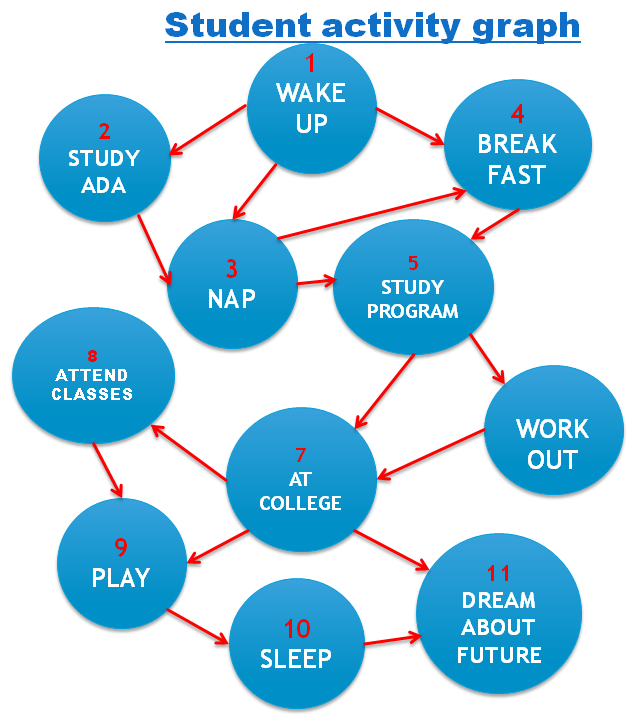 Student activity graph
1
WAKE
UP
2
STUDY
ADA
4
BREAK
FAST
3
NAP
5
STUDY
PROGRAM
8
ATTEND
CLASSES
WORK
OUT
7
AT
COLLEGE
9
PLAY
10
SLEEP
11
DREAM
ABOUT
FUTURE